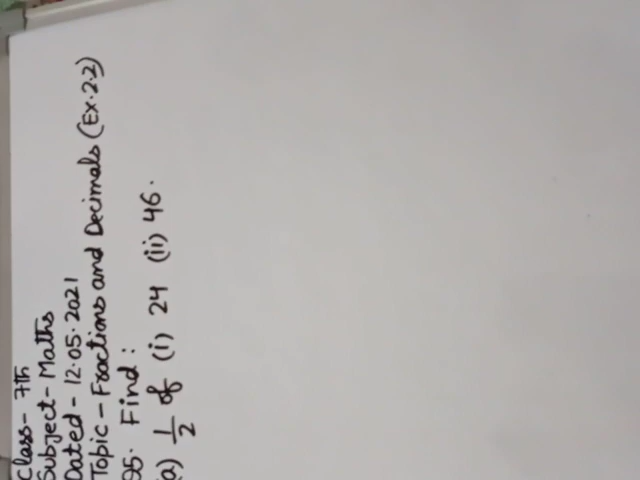 Class- 7th
Subject- Maths
Dated - 12.05.2021
Topic - Fractions and Decimals (Ex.2.2)
Q5. Find :
(a) 1/2 of (i) 24 (ii) 46.